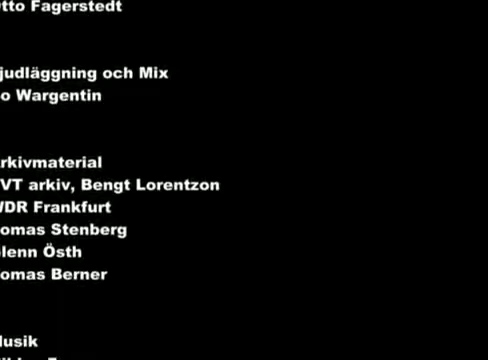 tto Fagerstedt
judläggning och Mix
o Wargentin
rkivmaterial
VT arkiv, Bengt Lorentzon
WDR Frankfurt
omas Stenberg
lenn Östh
omas Berner
usik